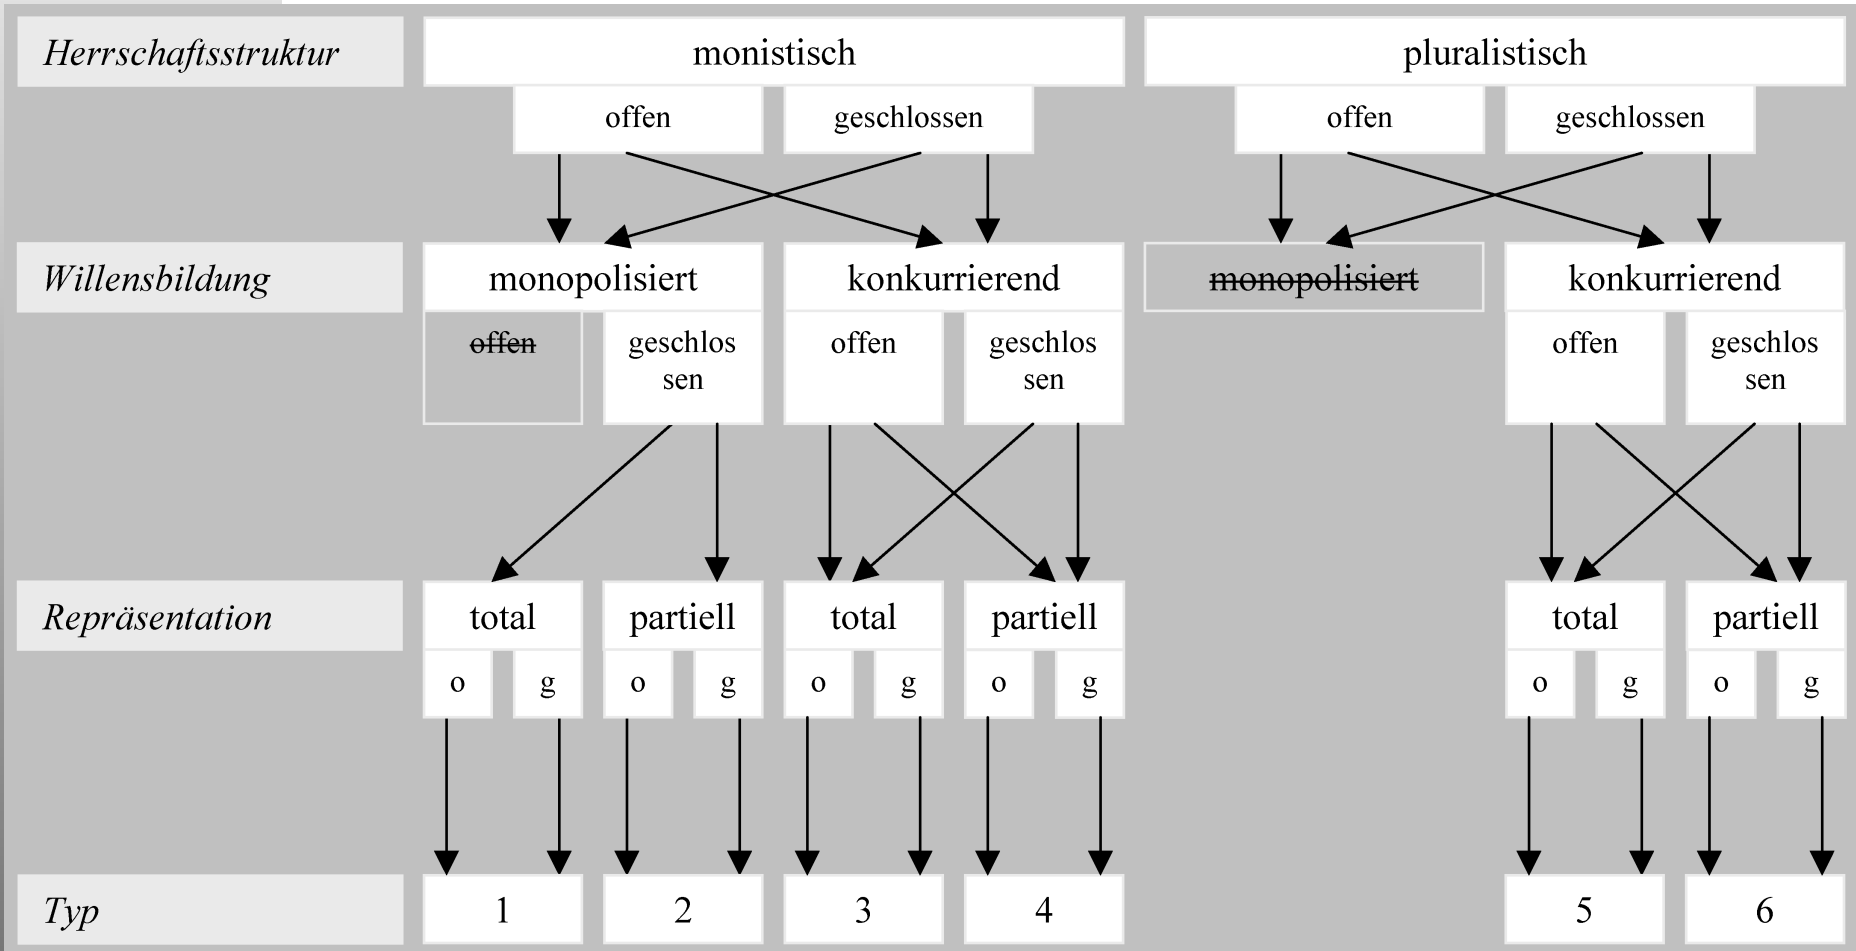 Herrschaftsstruktur monistisch pluralistisch
offen geschlossen offen geschlossen
Willensbildung monopolisiert konkurrierend monopolisiert konkurrierend
offen geschlos offen geschlos offen geschlos
sen sen sen
Repräsentation total partiell total partiell total partiell
o g o g o g o g o g o g
Typ 1 2 3 4 5 6